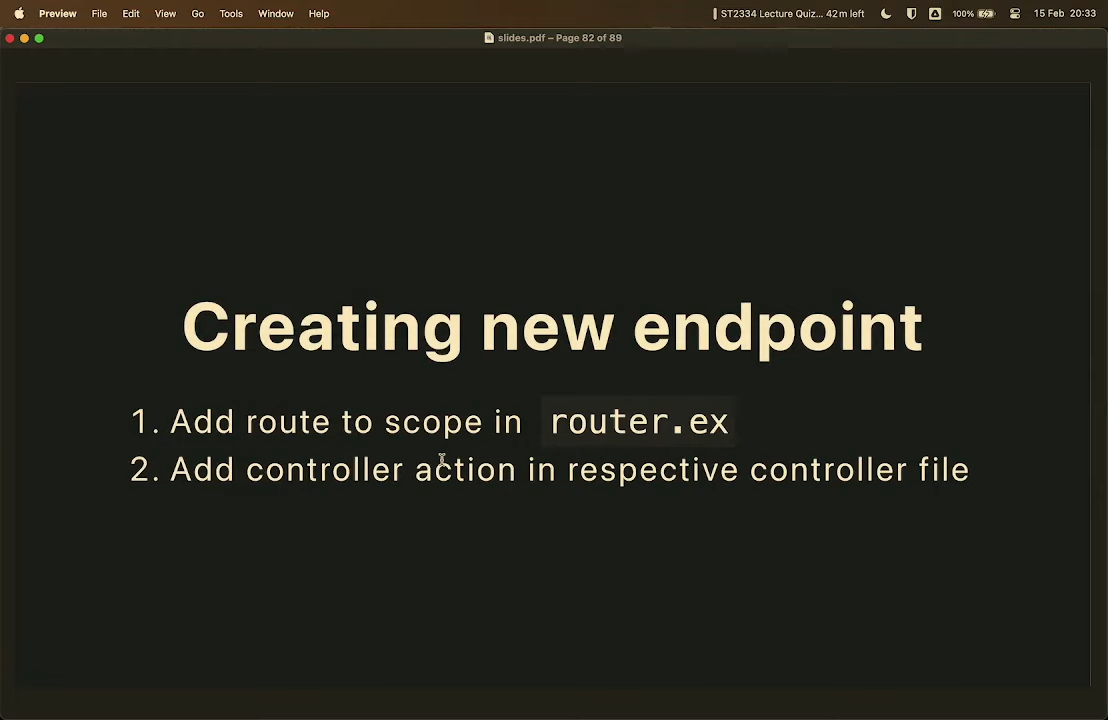 Preview File Edit View Go Tools Window Help ST2334 Lecture Quiz... 42 m left 100% 15 Feb 20:33
slides.pdf – Page 82 of 89
Creating new endpoint
1. Add route to scope in router.ex
2. Add controller action in respective controller file